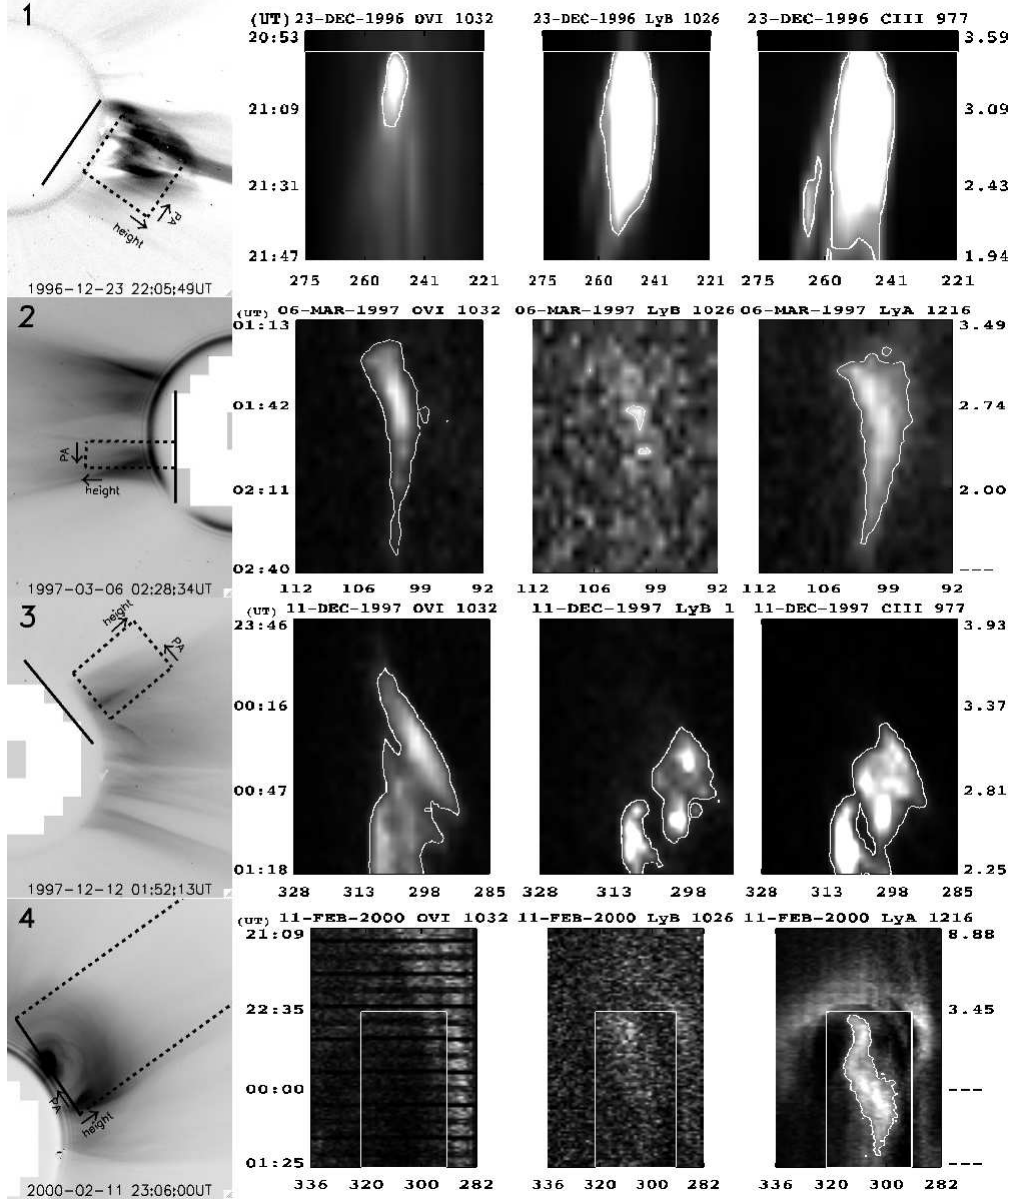 1
(UT) 23-DEC-1996 OVI 1032 23-DEC-1996 LyB 1026 23-DEC-1996 CIII 977
20:53 3.59
21:09 3.09
21:31 2.43
21:47 1.94
PA
height
1996-12-23 22:05:49UT
275 260 241 221 275 260 241 221 275 260 241 221
2
(UT) 06-MAR-1997 OVI 1032 06-MAR-1997 LyB 1026 06-MAR-1997 LyA 1216
01:13 3.49
01:42 2.74
02:11 2.00
02:40 ---
PA
height
1997-03-06 02:28:34UT
112 106 99 92 112 106 99 92 112 106 99 92
3
(UT) 11-DEC-1997 OVI 1032 11-DEC-1997 LyB 1 11-DEC-1997 CIII 977
23:46 3.93
00:16 3.37
00:47 2.81
01:18 2.25
height
PA
1997-12-12 01:52:13UT
328 313 298 285 328 313 298 328 313 298 285
4
(UT) 11-FEB-2000 OVI 1032 11-FEB-2000 LyB 1026 11-FEB-2000 LyA 1216
21:09 8.88
22:35 3.45
00:00 ---
01:25 ---
PA
height
2000-02-11 23:06:00UT
336 320 300 282 336 320 300 282 336 320 300 282